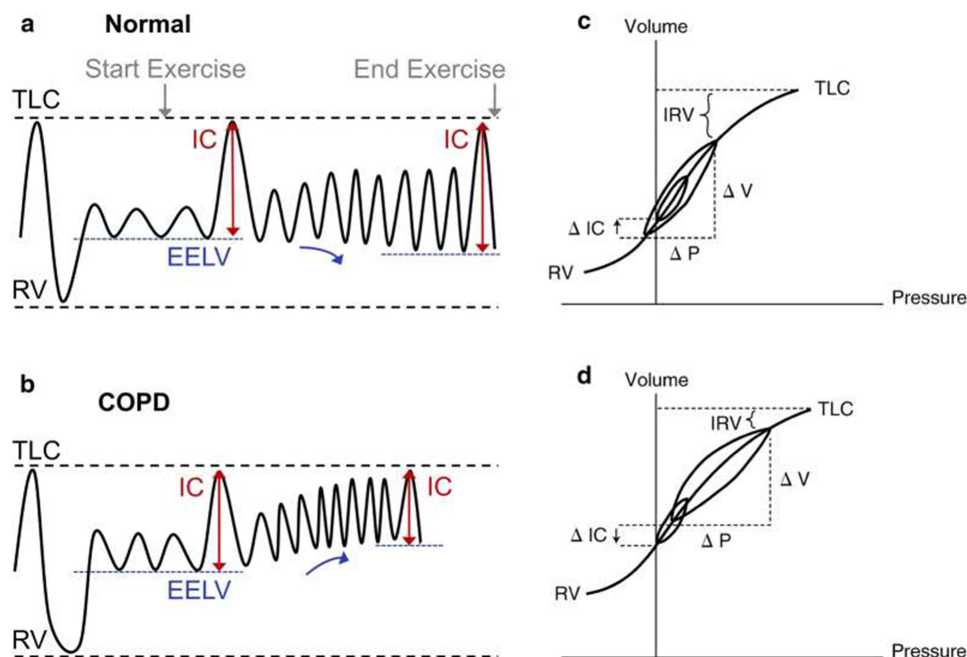 a Normal
Start Exercise End Exercise
TLC
IC IC
EELV
RV
b
COPD
TLC
IC IC
EELV
RV
c
Volume
TLC
IRV
Δ V
Δ IC
Δ P
RV
Pressure
d
Volume
TLC
IRV
Δ V
Δ IC
Δ P
RV
Pressure